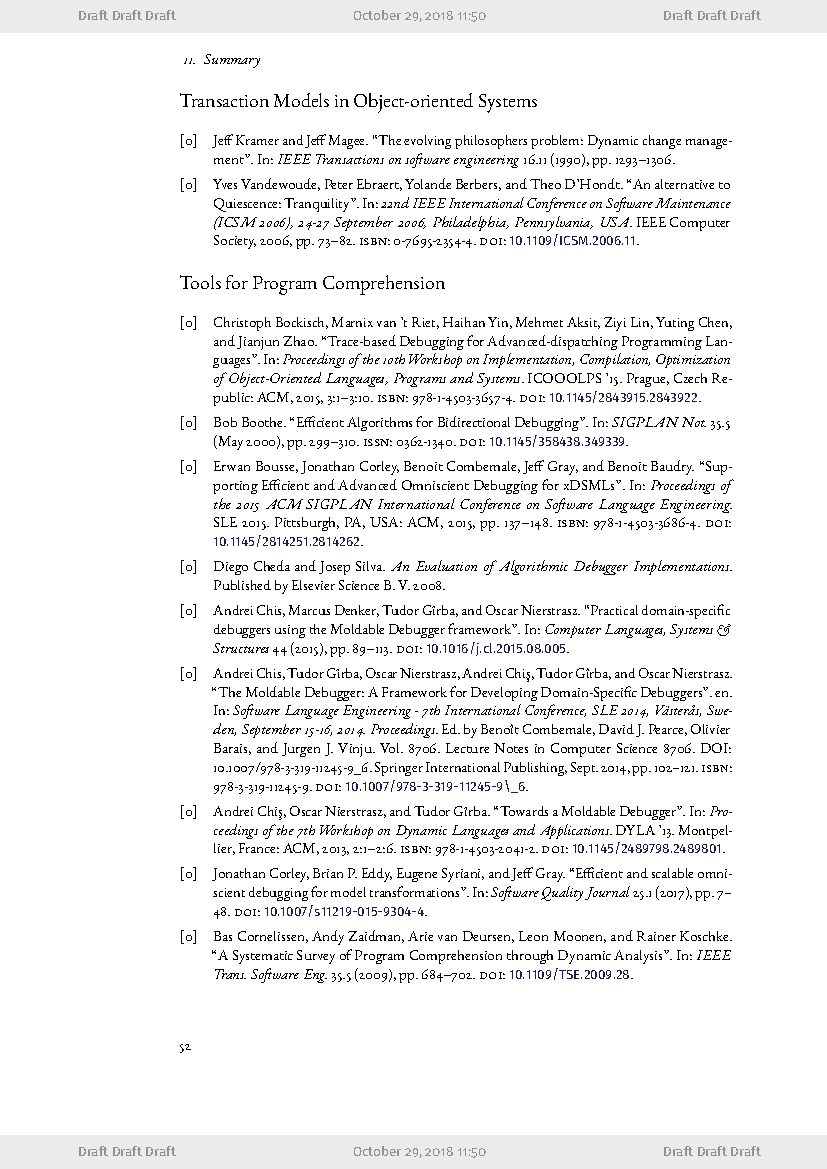 Draft Draft Draft October 29, 2018 11:50 Draft Draft Draft
11. Summary
Transaction Models in Object-oriented Systems
[0] Jeff Kramer and Jeff Magee. “The evolving philosophers problem: Dynamic change manage-
ment”. In: IEEE Transactions on software engineering 16.11 (1990), pp. 1293–1306.
[0] Yves Vandewoude, Peter Ebraert, Yolande Berbers, and Theo D’Hondt. “An alternative to
Quiescence: Tranquility”. In: 22nd IEEE International Conference on Software Maintenance
(ICSM 2006), 24-27 September 2006, Philadelphia, Pennsylvania, USA. IEEE Computer
Society, 2006, pp. 73–82. ISBN: 0-7695-2354-4. DOI: 10.1109/ICSM.2006.11.
Tools for Program Comprehension
[0] Christoph Bockisch, Marnix van ’t Riet, Haihan Yin, Mehmet Aksit, Ziyi Lin, Yuting Chen,
and Jianjun Zhao. “Trace-based Debugging for Advanced-dispatching Programming Lan-
guages”. In: Proceedings of the 10th Workshop on Implementation, Compilation, Optimization
of Object-Oriented Languages, Programs and Systems. ICOOOLPS ’15. Prague, Czech Re-
public: ACM, 2015, 3:1–3:10. ISBN: 978-1-4503-3657-4. DOI: 10.1145/2843915.2843922.
[0] Bob Boothe. “Efficient Algorithms for Bidirectional Debugging”. In: SIGPLAN Not. 35.5
(May 2000), pp. 299–310. ISSN: 0362-1340. DOI: 10.1145/358438.349339.
[0] Erwan Bousse, Jonathan Corley, Benoit Combemale, Jeff Gray, and Benoit Baudry. “Sup-
porting Efficient and Advanced Omniscient Debugging for xDSMLs”. In: Proceedings of
the 2015 ACM SIGPLAN International Conference on Software Language Engineering.
SLE 2015. Pittsburgh, PA, USA: ACM, 2015, pp. 137–148. ISBN: 978-1-4503-3686-4. DOI:
10.1145/2814251.2814262.
[0] Diego Cheda and Josep Silva. An Evaluation of Algorithmic Debugger Implementations.
Published by Elsevier Science B. V. 2008.
[0] Andrei Chis, Marcus Denker, Tudor Gîrba, and Oscar Nierstrasz. “Practical domain-specific
debuggers using the Moldable Debugger framework”. In: Computer Languages, Systems &
Structures 44 (2015), pp. 89–113. DOI: 10.1016/j.cl.2015.08.005.
[0] Andrei Chis, Tudor Gîrba, Oscar Nierstrasz, Andrei Chiş, Tudor Gîrba, and Oscar Nierstrasz.
“The Moldable Debugger: A Framework for Developing Domain-Specific Debuggers”. en.
In: Software Language Engineering - 7th International Conference, SLE 2014, Västerås, Swe-
den, September 15-16, 2014. Proceedings. Ed. by Benoît Combemale, David J. Pearce, Olivier
Barais, and Jurgen J. Vinju. Vol. 8706. Lecture Notes in Computer Science 8706. DOI:
10.1007/978-3-319-11245-9_6. Springer International Publishing, Sept. 2014, pp. 102–121. ISBN:
978-3-319-11245-9. DOI: 10.1007/978-3-319-11245-9\_6.
[0] Andrei Chiş, Oscar Nierstrasz, and Tudor Gîrba. “Towards a Moldable Debugger”. In: Pro-
ceedings of the 7th Workshop on Dynamic Languages and Applications. DYLA ’13. Montpel-
lier, France: ACM, 2013, 2:1–2:6. ISBN: 978-1-4503-2041-2. DOI: 10.1145/2489798.2489801.
[0] Jonathan Corley, Brian P. Eddy, Eugene Syriani, and Jeff Gray. “Efficient and scalable omni-
scient debugging for model transformations”. In: Software Quality Journal 25.1 (2017), pp. 7–
48. DOI: 10.1007/s11219-015-9304-4.
[0] Bas Cornelissen, Andy Zaidman, Arie van Deursen, Leon Moonen, and Rainer Koschke.
“A Systematic Survey of Program Comprehension through Dynamic Analysis”. In: IEEE
Trans. Software Eng. 35.5 (2009), pp. 684–702. DOI: 10.1109/TSE.2009.28.
52
Draft Draft Draft October 29, 2018 11:50 Draft Draft Draft